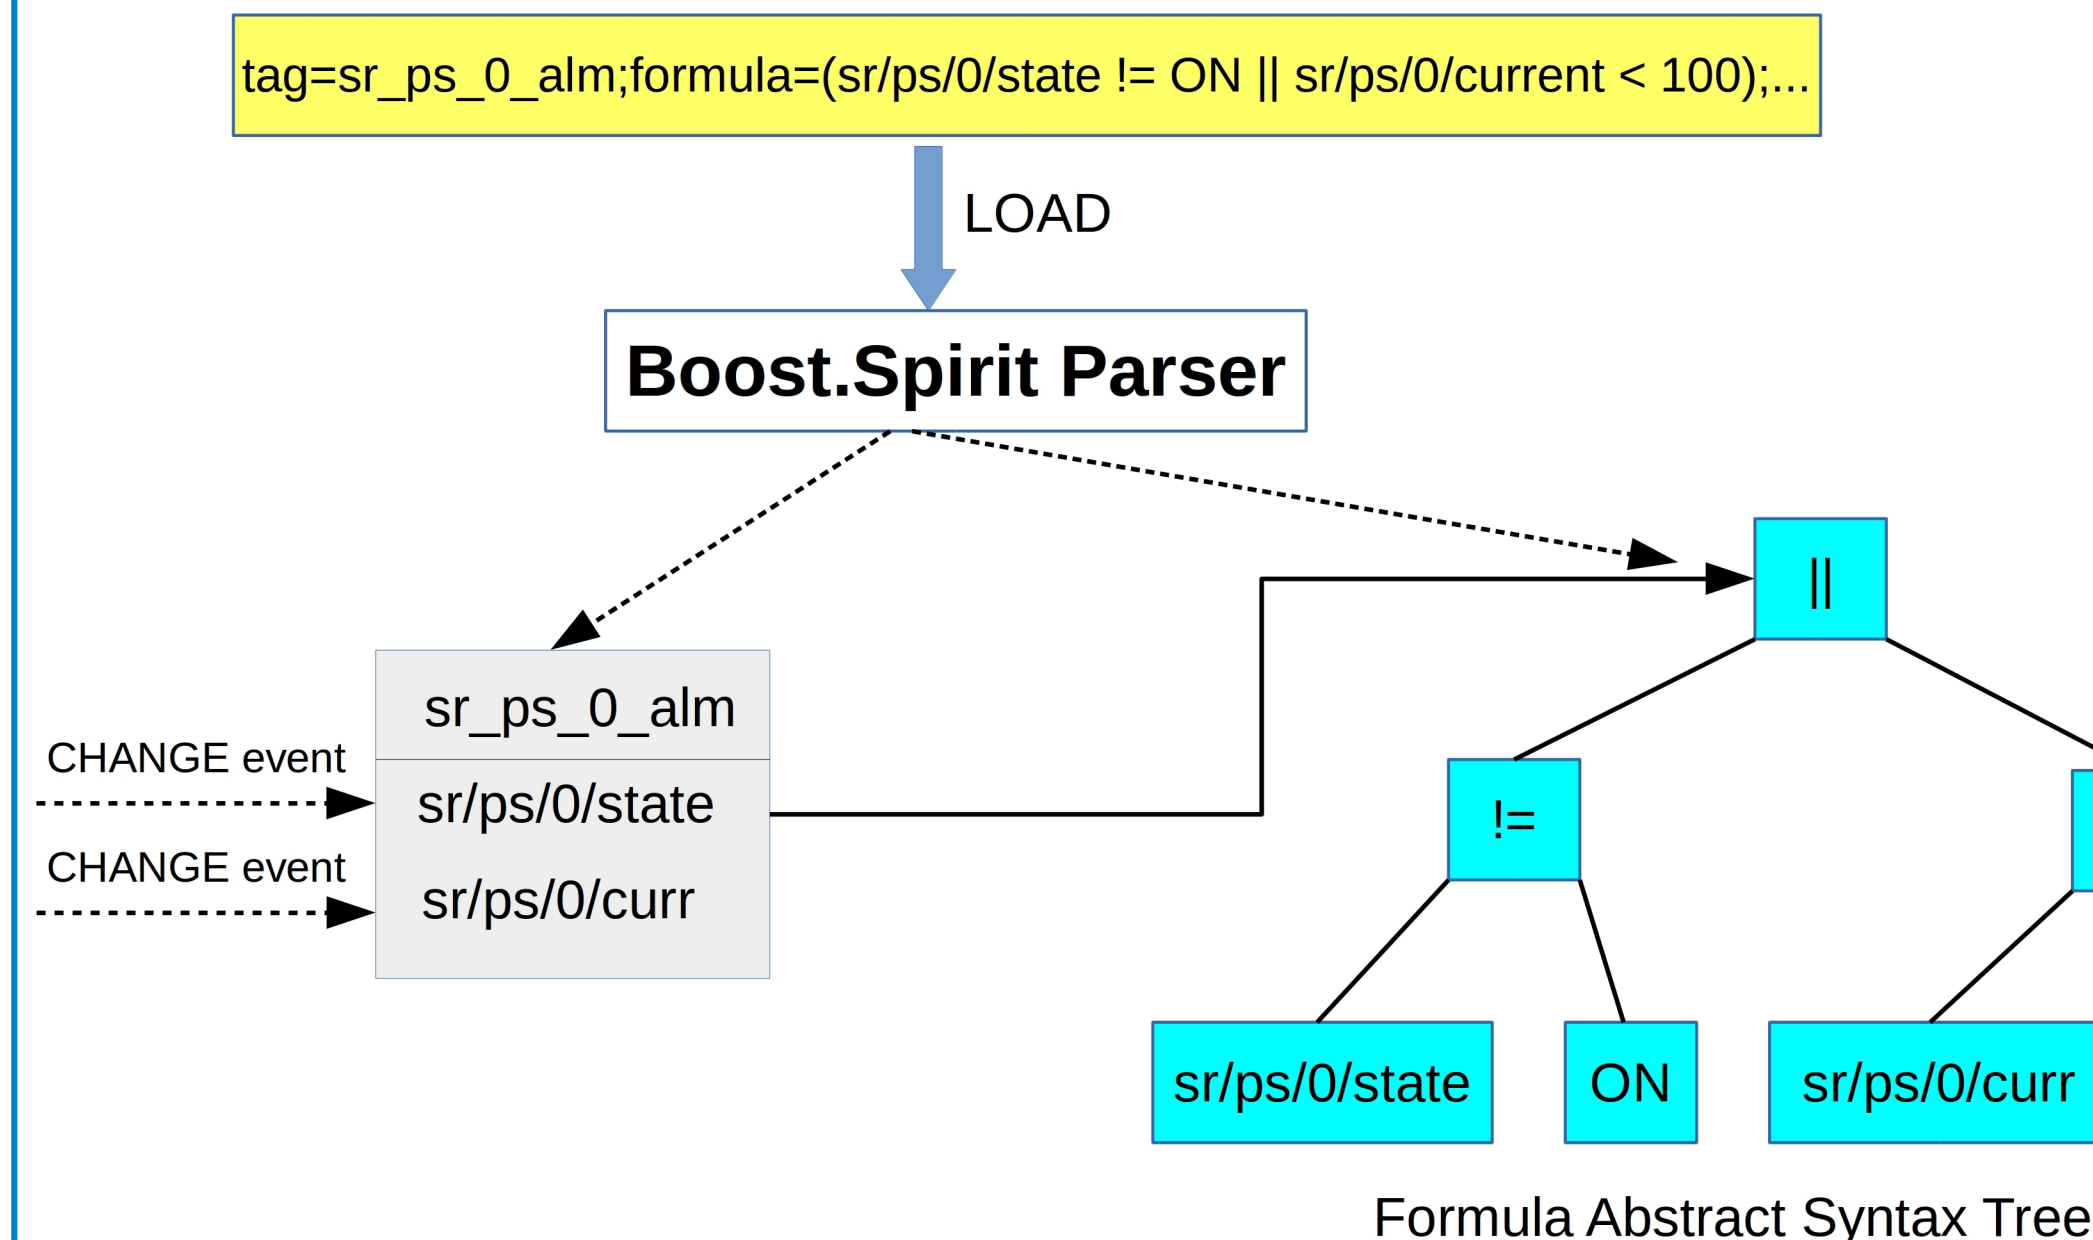 tag=sr_ps_0_alm;formula=(sr/ps/0/state != ON || sr/ps/0/current < 100);...
LOAD
Boost.Spirit Parser
||
sr_ps_0_alm
CHANGE event
sr/ps/0/state
!=
CHANGE event
sr/ps/0/curr
sr/ps/0/state
ON
sr/ps/0/curr
Formula Abstract Syntax Tree